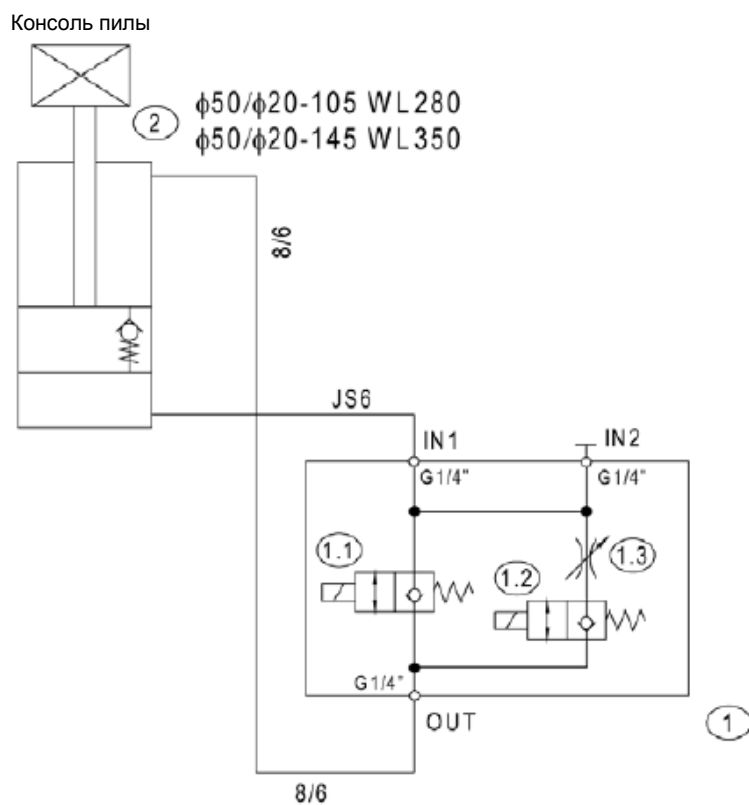 Консоль пилы
2
ϕ50/ϕ20-105 WL280
ϕ50/ϕ20-145 WL350
8/6
JS6
IN1
IN2
G1/4"
G1/4"
1.1
1.2
1.3
G1/4"
OUT
1
8/6